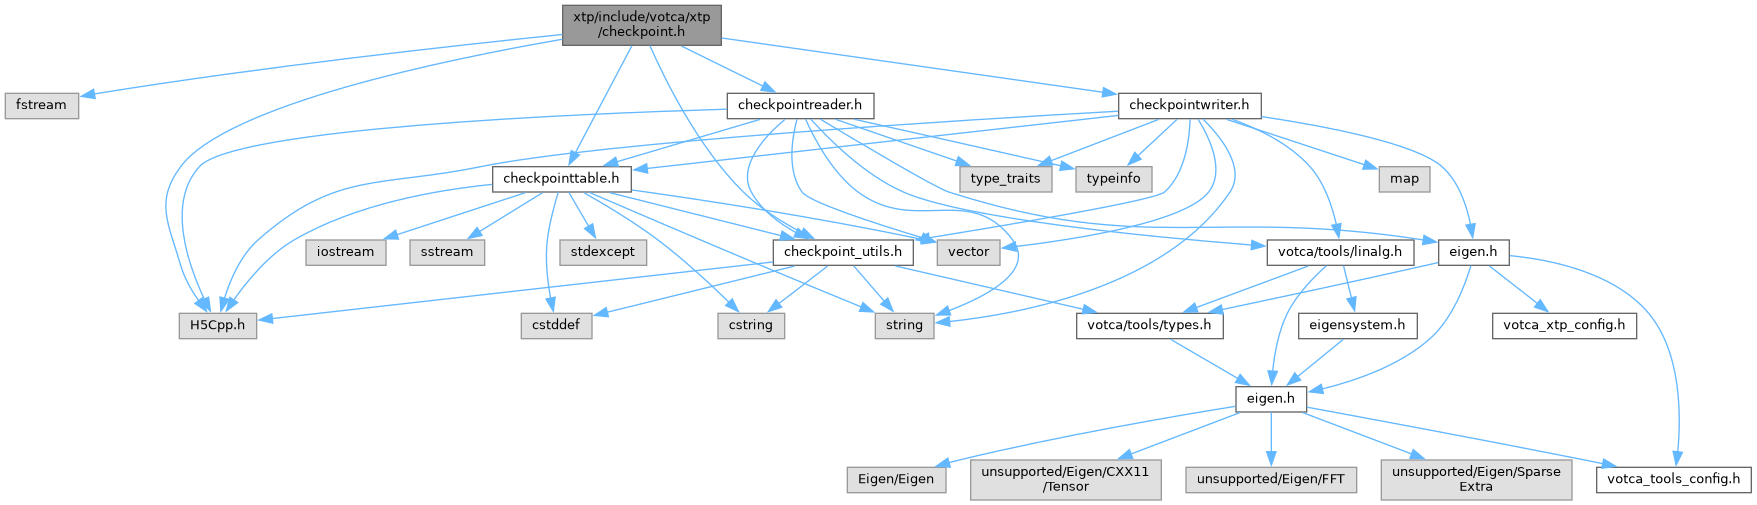 xtp/include/votca/xtp
/checkpoint.h
fstream
checkpointreader.h
checkpointwriter.h
checkpointtable.h
type_traits
typeinfo
map
iostream
sstream
stdexcept
checkpoint_utils.h
vector
votca/tools/linalg.h
eigen.h
H5Cpp.h
cstddef
cstring
string
votca/tools/types.h
eigensystem.h
votca_xtp_config.h
eigen.h
Eigen/Eigen
unsupported/Eigen/CXX11
/Tensor
unsupported/Eigen/FFT
unsupported/Eigen/Sparse
Extra
votca_tools_config.h